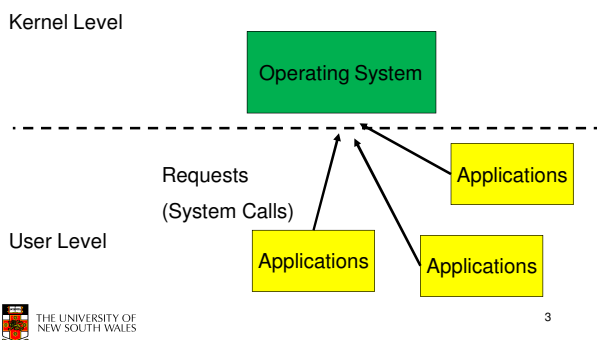 Kernel Level
Operating System
Requests
(System Calls)
Applications
User Level
Applications
Applications
THE UNIVERSITY OF
NEW SOUTH WALES
3